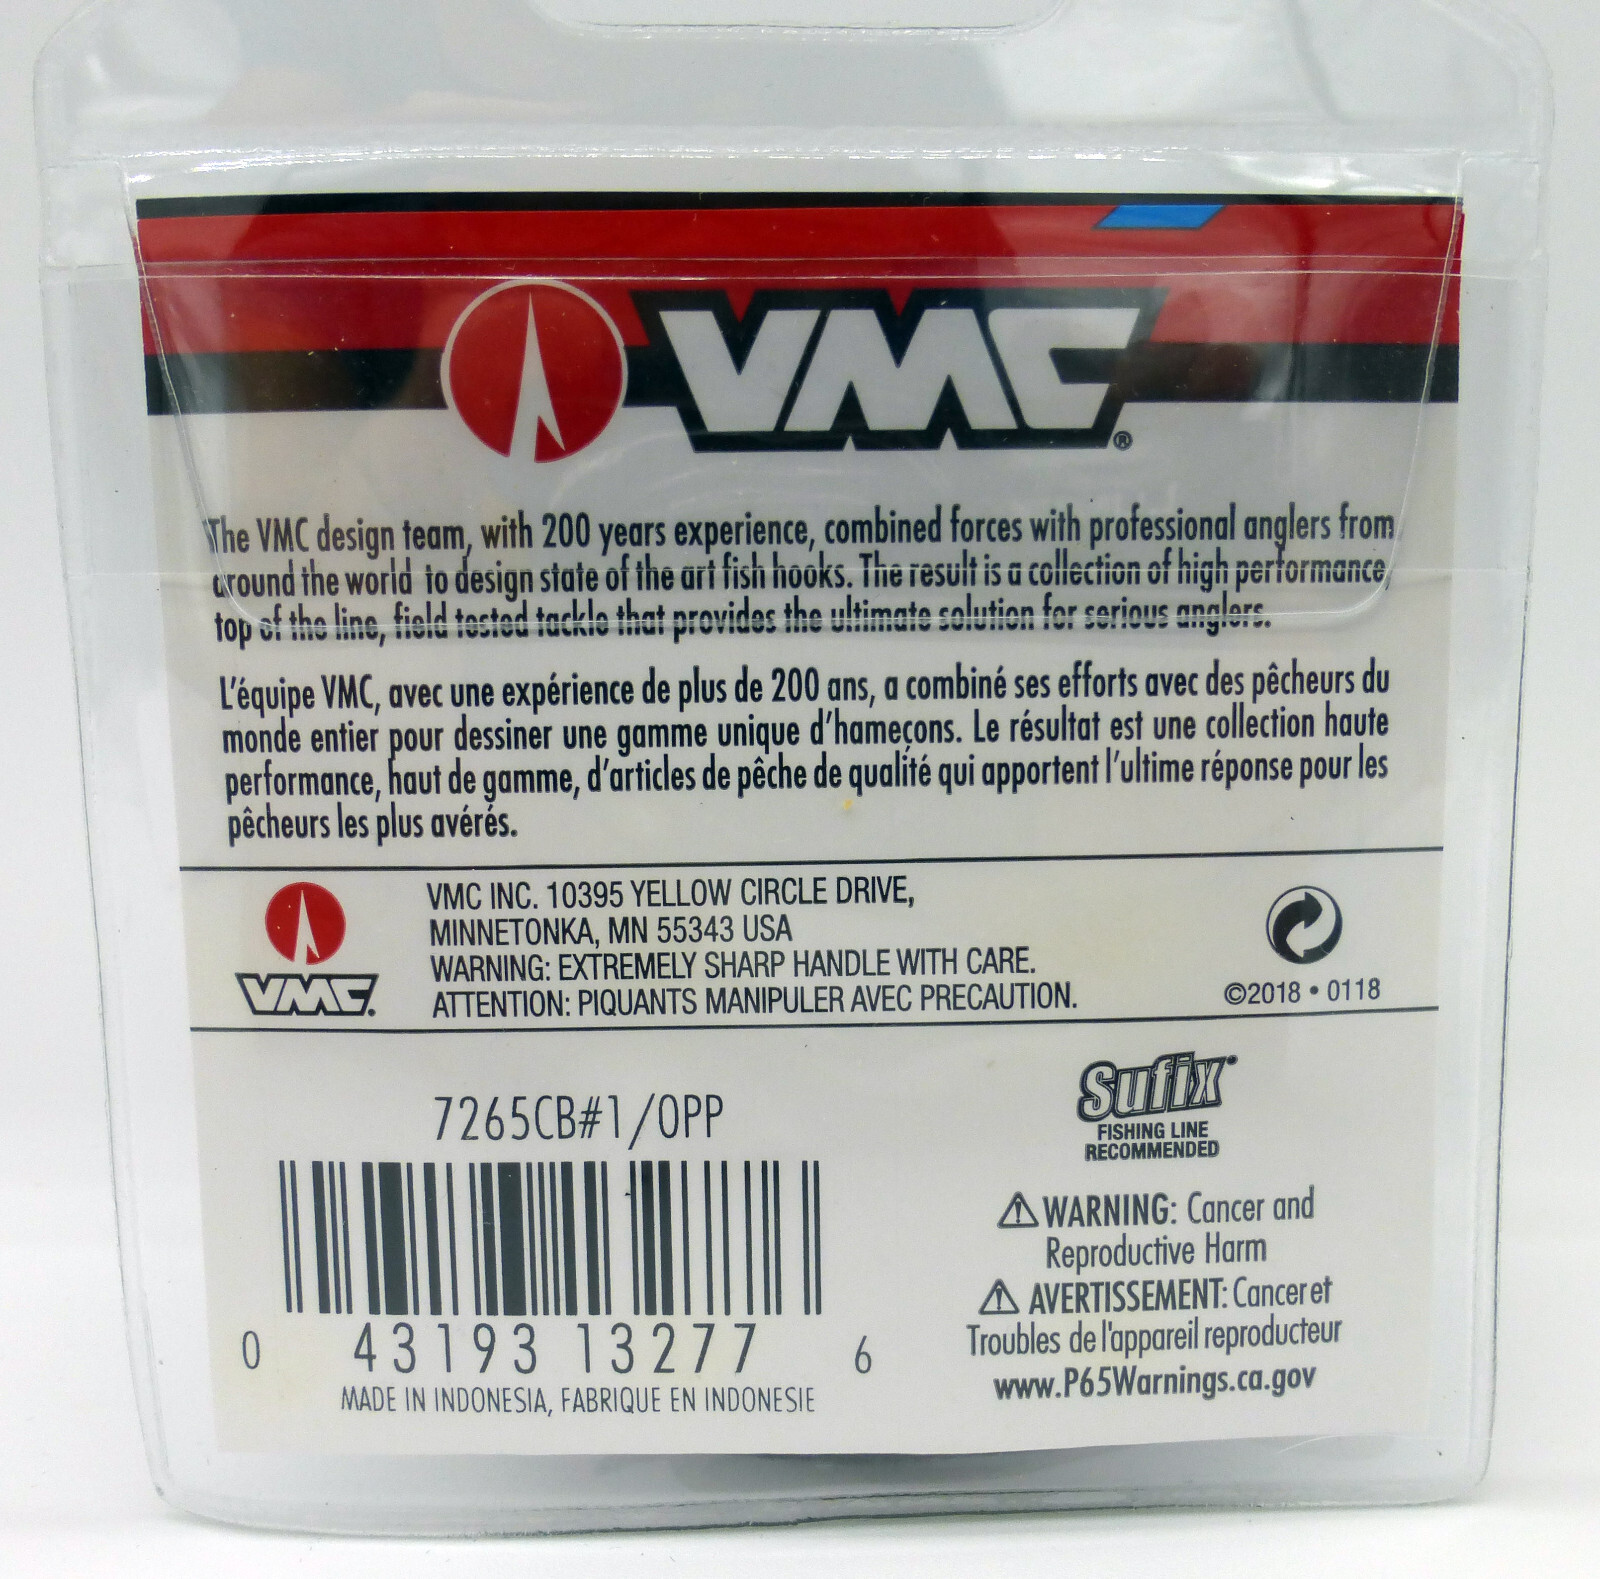 VMC®
The VMC design team, with 200 years experience, combined forces with professional anglers from
around the world to design state of the art fish hooks. The result is a collection of high performance,
top of the line, field tested tackle that provides the ultimate solution for serious anglers.
L'équipe VMC, avec une expérience de plus de 200 ans, a combiné ses efforts avec des pêcheurs du
monde entier pour dessiner une gamme unique d'hameçons. Le résultat est une collection haute
performance, haut de gamme, d'articles de pêche de qualité qui apportent l'ultime réponse pour les
pêcheurs les plus avérés.
VMC.
VMC INC. 10395 YELLOW CIRCLE DRIVE,
MINNETONKA, MN 55343 USA
WARNING: EXTREMELY SHARP HANDLE WITH CARE.
ATTENTION: PIQUANTS MANIPULER AVEC PRECAUTION.
©2018 • 0118
7265CB#1/0PP
0 43193 13277 6
MADE IN INDONESIA, FABRIQUE EN INDONESIE
Sufix
FISHING LINE
RECOMMENDED
⚠ WARNING: Cancer and
Reproductive Harm
⚠ AVERTISSEMENT: Cancer et
Troubles de l'appareil reproducteur
www.P65Warnings.ca.gov